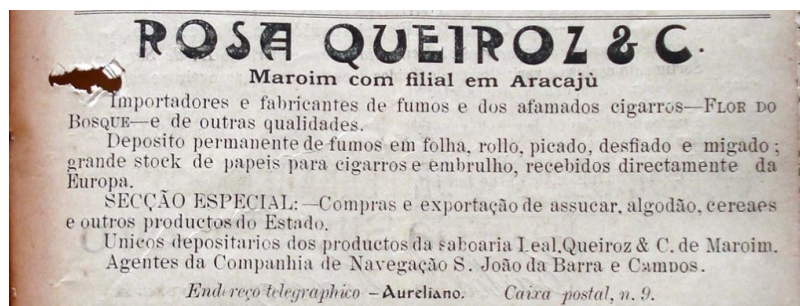 ROSA QUEIROZ & C.
Maroim com filial em Aracajù
Importadores e fabricantes de fumos e dos afamados cigarros—FLOR DO
BOSQUE—e de outras qualidades.
Deposito permanente de fumos em folha, rollo, picado, desfiado e migado;
grande stock de papeis para cigarros e embrulho, recebidos directamente da
Europa.
SECÇÃO ESPECIAL:—Compras e exportação de assucar, algodão, cereaes
e outros productos do Estado.
Unicos depositarios dos productos da saboaria Leal, Queiroz & C. de Maroim.
Agentes da Companhia de Navegação S. João da Barra e Campos.
Endereço telegraphico—Aureliano. Caixa postal, n. 9.